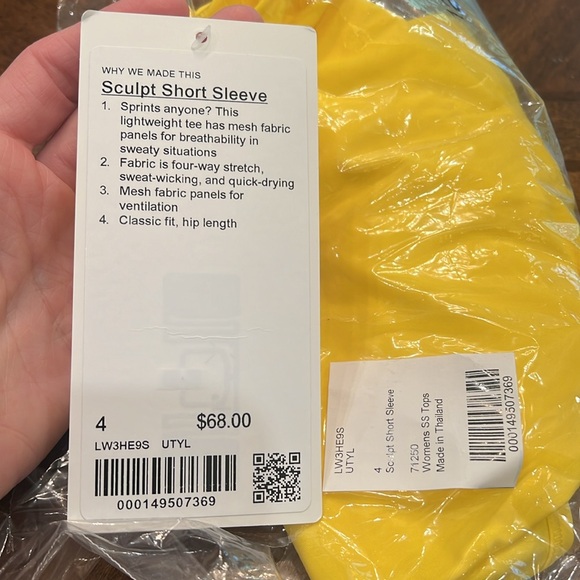 WHY WE MADE THIS
Sculpt Short Sleeve
1. Sprints anyone? This
lightweight tee has mesh fabric
panels for breathability in
sweaty situations
2. Fabric is four-way stretch,
sweat-wicking, and quick-drying
3. Mesh fabric panels for
ventilation
4. Classic fit, hip length
4 $68.00
LW3HE9S UTYL
000149507369
LW3HE9S
UTYL
4
Sculpt Short Sleeve
71250
Womens SS Tops
Made in Thailand
000149507369